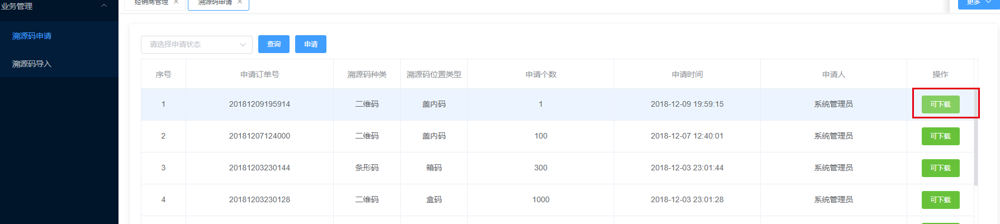 业务管理
溯源码申请
溯源码导入
经销商管理 × 溯源码申请 ×
更多
请选择申请状态 查询 申请
序号 申请订单号 溯源码种类 溯源码位置类型 申请个数 申请时间 申请人 操作
1 20181209195914 二维码 盖内码 1 2018-12-09 19:59:15 系统管理员 可下载
2 20181207124000 二维码 盖内码 100 2018-12-07 12:40:01 系统管理员 可下载
3 20181203230144 条形码 箱码 300 2018-12-03 23:01:44 系统管理员 可下载
4 20181203230128 二维码 盒码 1000 2018-12-03 23:01:28 系统管理员 可下载